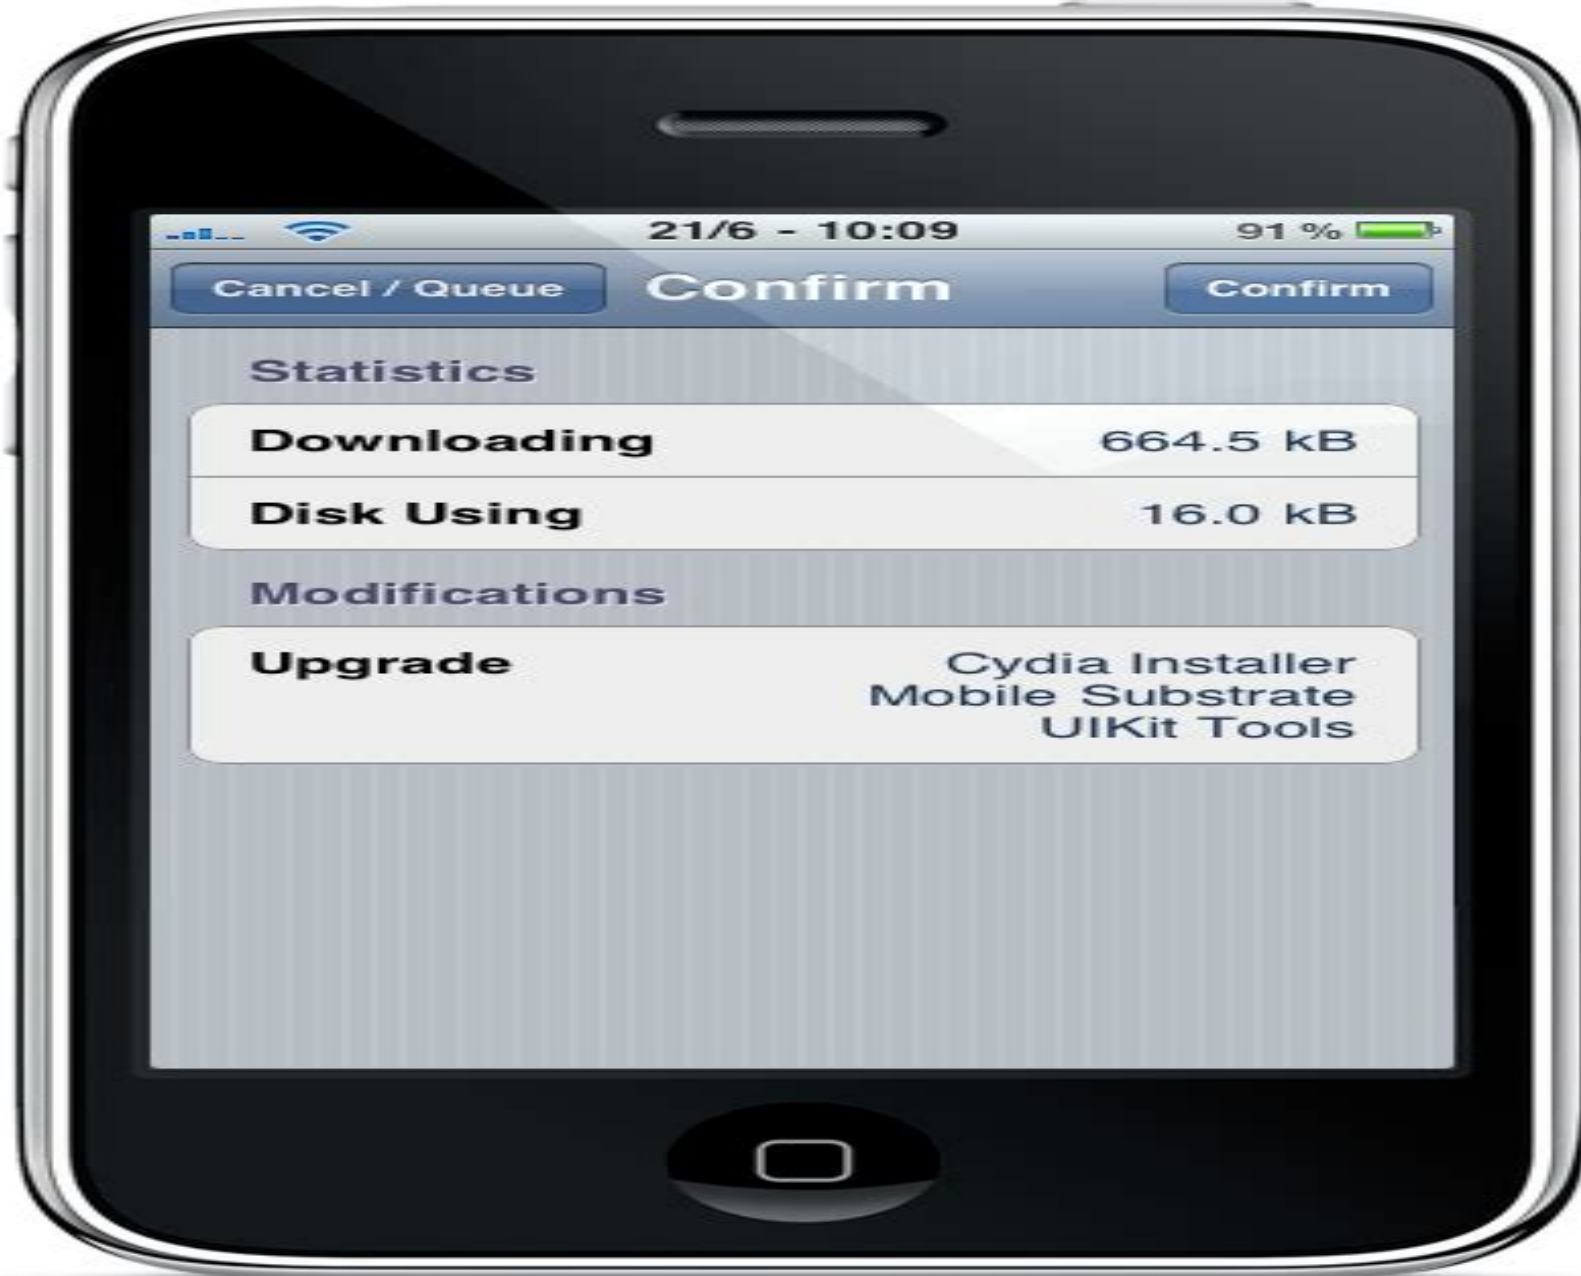 21/6 - 10:09 91 %
Cancel / Queue Confirm Confirm
Statistics
Downloading 664.5 kB
Disk Using 16.0 kB
Modifications
Upgrade Cydia Installer
Mobile Substrate
UIKit Tools